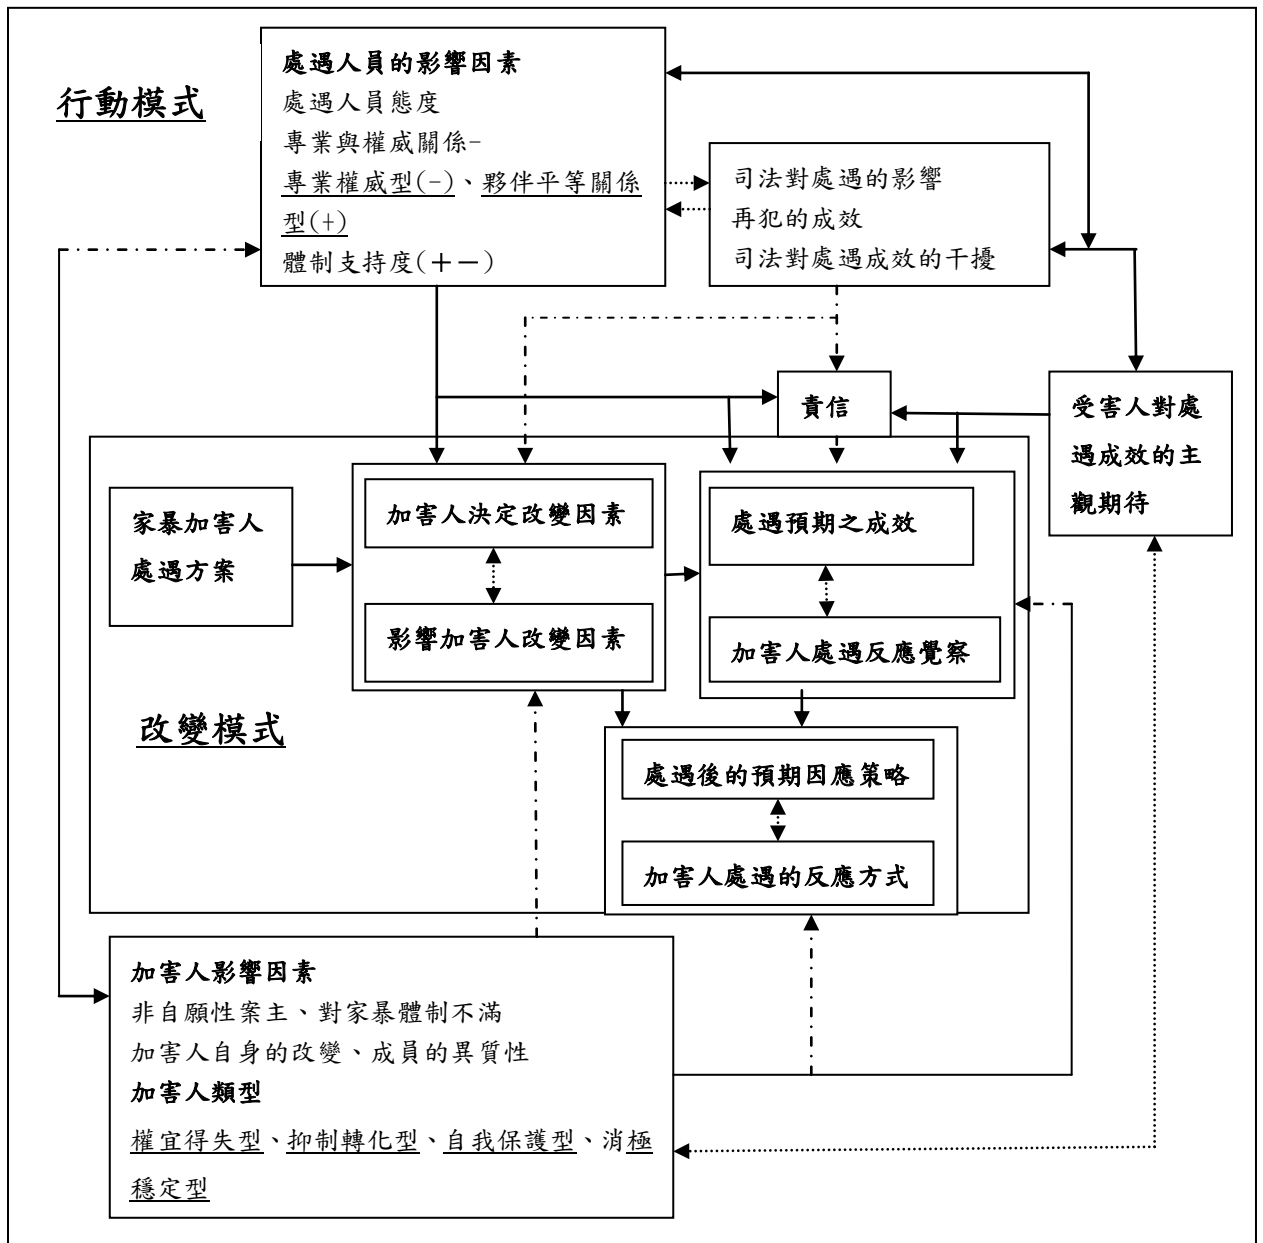 行動模式
處遇人員的影響因素
處遇人員態度
專業與權威關係-
專業權威型(-)、夥伴平等關係
型(+)
體制支持度(＋－)
司法對處遇的影響
再犯的成效
司法對處遇成效的干擾
責信
受害人對處
遇成效的主
觀期待
家暴加害人
處遇方案
加害人決定改變因素
影響加害人改變因素
處遇預期之成效
加害人處遇反應覺察
改變模式
處遇後的預期因應策略
加害人處遇的反應方式
加害人影響因素
非自願性案主、對家暴體制不滿
加害人自身的改變、成員的異質性
加害人類型
權宜得失型、抑制轉化型、自我保護型、消極
穩定型